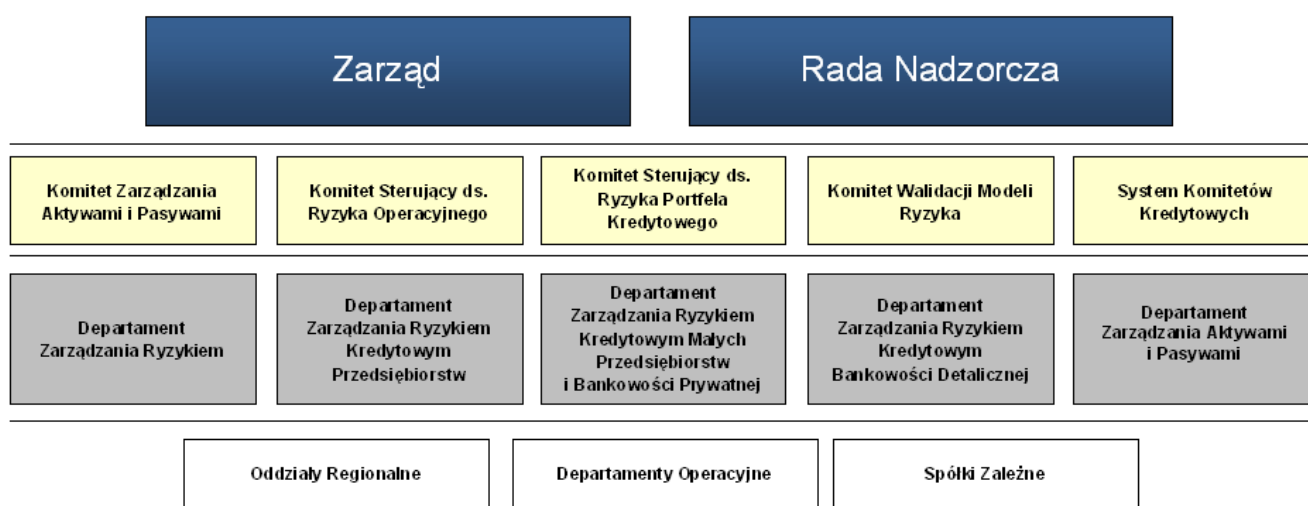 Zarząd
Rada Nadzorcza
Komitet Zarządzania
Aktywami i Pasywami
Komitet Sterujący ds.
Ryzyka Operacyjnego
Komitet Sterujący ds.
Ryzyka Portfela
Kredytowego
Komitet Walidacji Modeli
Ryzyka
System Komitetów
Kredytowych
Departament
Zarządzania Ryzykiem
Departament
Zarządzania Ryzykiem
Kredytowym
Przedsiębiorstw
Departament
Zarządzania Ryzykiem
Kredytowym Małych
Przedsiębiorstw
i Bankowości Prywatnej
Departament
Zarządzania Ryzykiem
Kredytowym
Bankowości Detalicznej
Departament
Zarządzania Aktywami
i Pasywami
Oddziały Regionalne
Departamenty Operacyjne
Spółki Zależne